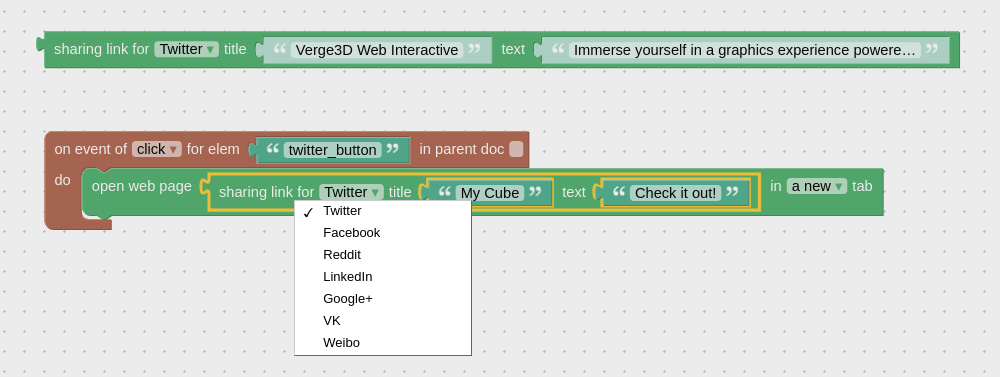 sharing link for Twitter ▾ title “ Verge3D Web Interactive ” text “ Immerse yourself in a graphics experience powere… ”
on event of click ▾ for elem “ twitter_button ” in parent doc
do open web page sharing link for Twitter ▾ title “ My Cube ” text “ Check it out! ” in a new ▾ tab
✓ Twitter
Facebook
Reddit
LinkedIn
Google+
VK
Weibo